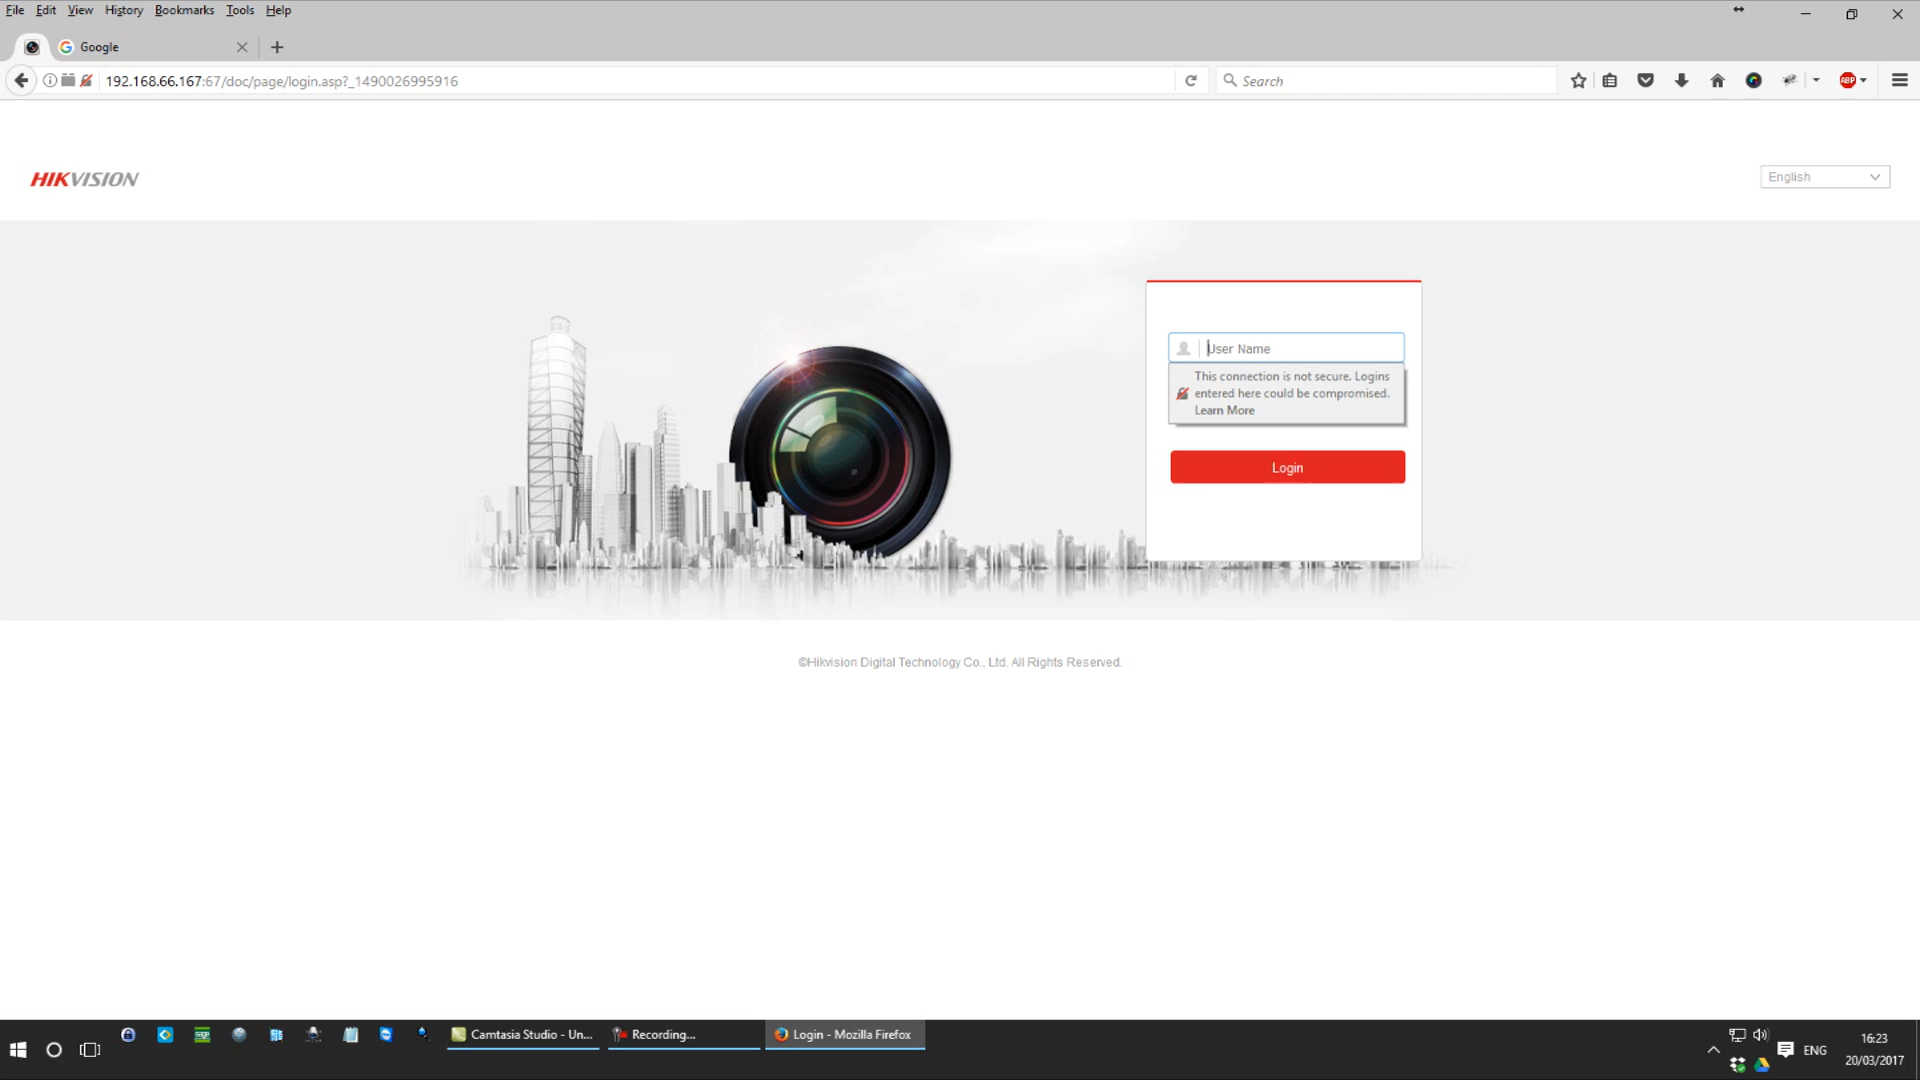 File Edit View History Bookmarks Tools Help
Google
192.168.66.167:67/doc/page/login.asp?_1490026995916
Search
ABP
HIKVISION
English
User Name
This connection is not secure. Logins
entered here could be compromised.
Learn More
Login
©Hikvision Digital Technology Co., Ltd. All Rights Reserved.
Camtasia Studio - Un...
Recording...
Login - Mozilla Firefox
16:23
ENG
20/03/2017